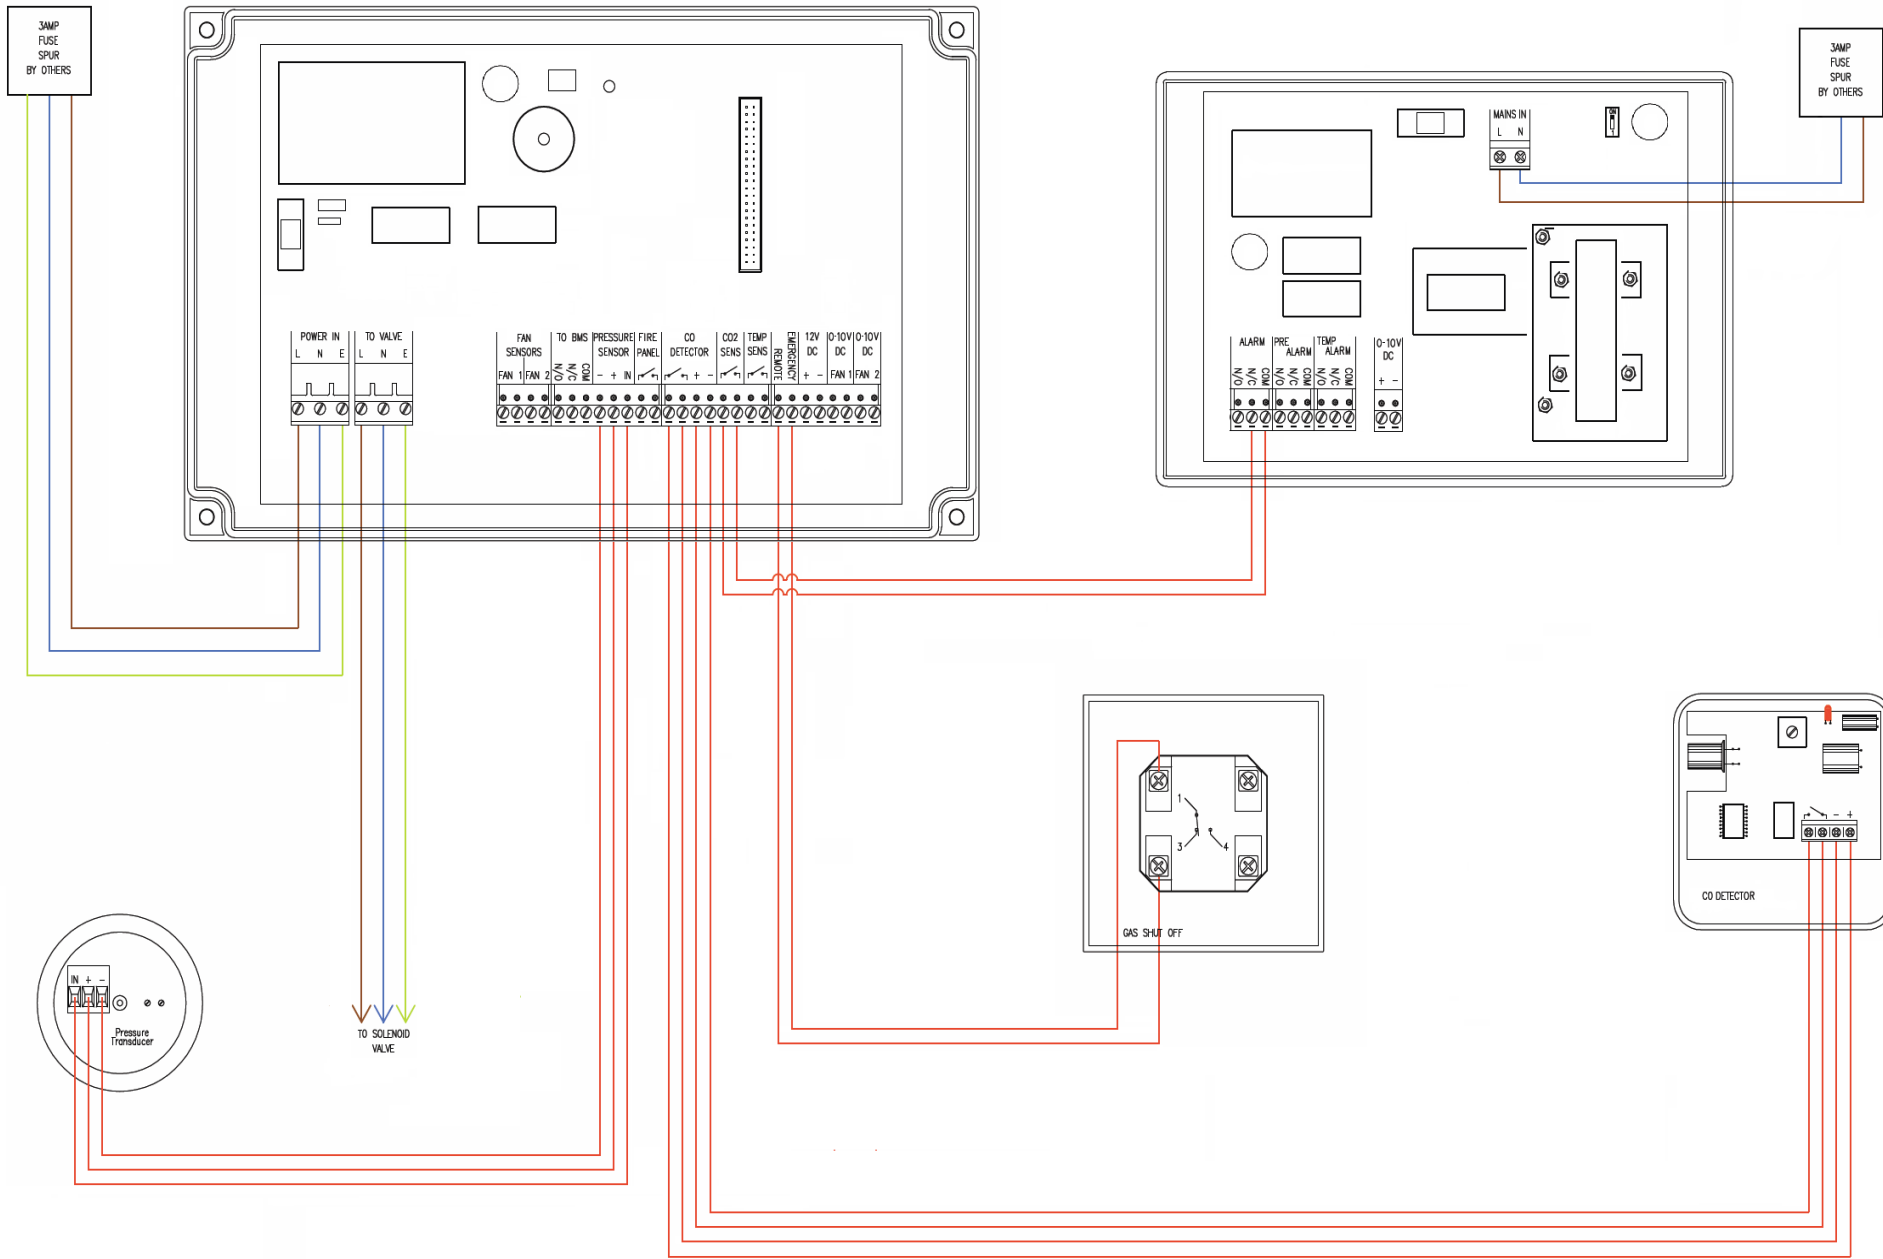 3AMP
FUSE
SPUR
BY OTHERS
3AMP
FUSE
SPUR
BY OTHERS
MAINS IN
L N
ON
1
POWER IN
L N E
TO VALVE
L N E
FAN
SENSORS
FAN 1 FAN 2
TO BMS
N/O N/C COM
PRESSURE
SENSOR
- + IN
FIRE
PANEL
CO
DETECTOR
+ -
CO2
SENS
TEMP
SENS
REMOTE
EMERGENCY
12V
DC
+ -
0-10V
DC
FAN 1
0-10V
DC
FAN 2
ALARM
N/O N/C COM
PRE
ALARM
N/O N/C COM
TEMP
ALARM
N/O N/C COM
0-10V
DC
+ -
1
3 4
GAS SHUT OFF
- +
CO DETECTOR
IN + -
Pressure
Transducer
TO SOLENOID
VALVE